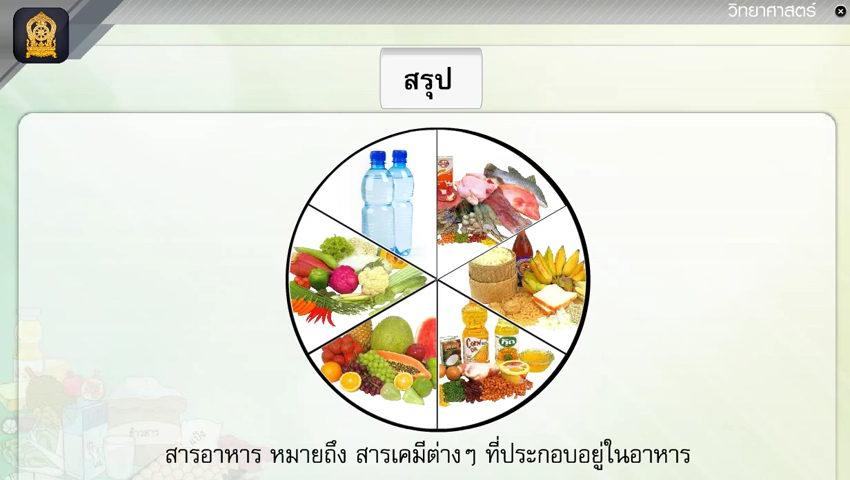 วิทยาศาสตร์
สรุป
สารอาหาร หมายถึง สารเคมีต่างๆ ที่ประกอบอยู่ในอาหาร